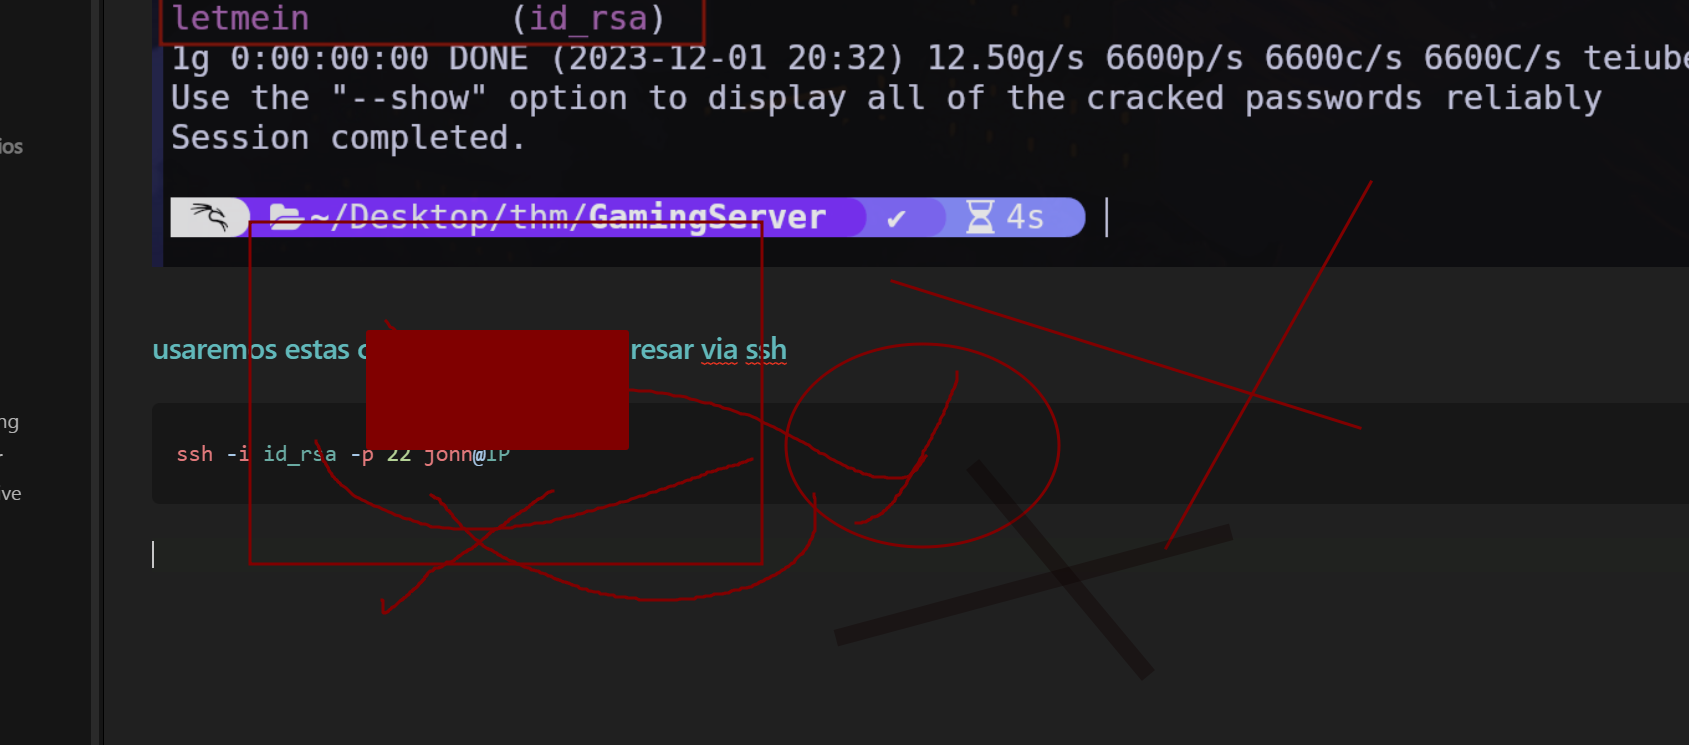 letmein (id_rsa)
1g 0:00:00:00 DONE (2023-12-01 20:32) 12.50g/s 6600p/s 6600c/s 6600C/s teiube
Use the "--show" option to display all of the cracked passwords reliably
Session completed.
ios
~/Desktop/thm/GamingServer ✔ 4s
usaremos estas resar via ssh
ng
ssh -i id_rsa -p 22 john@IP
ive